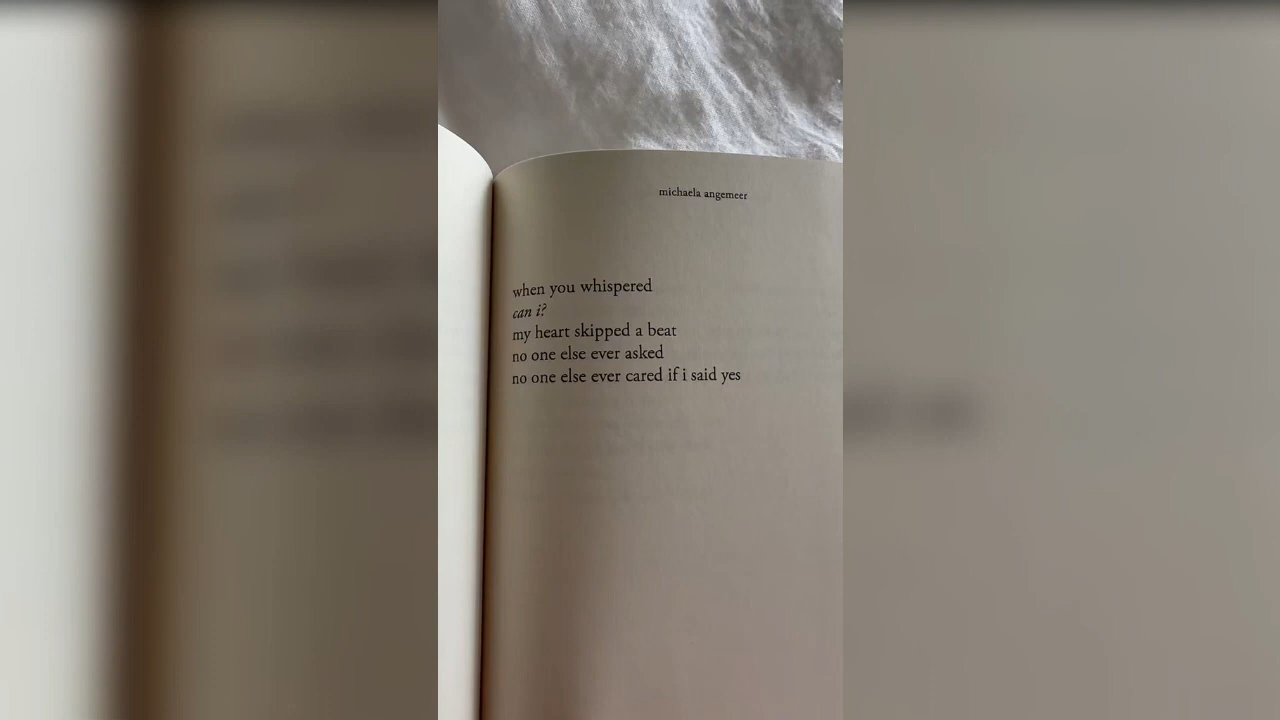 michaela angemeer
when you whispered
can i?
my heart skipped a beat
no one else ever asked
no one else ever cared if i said yes